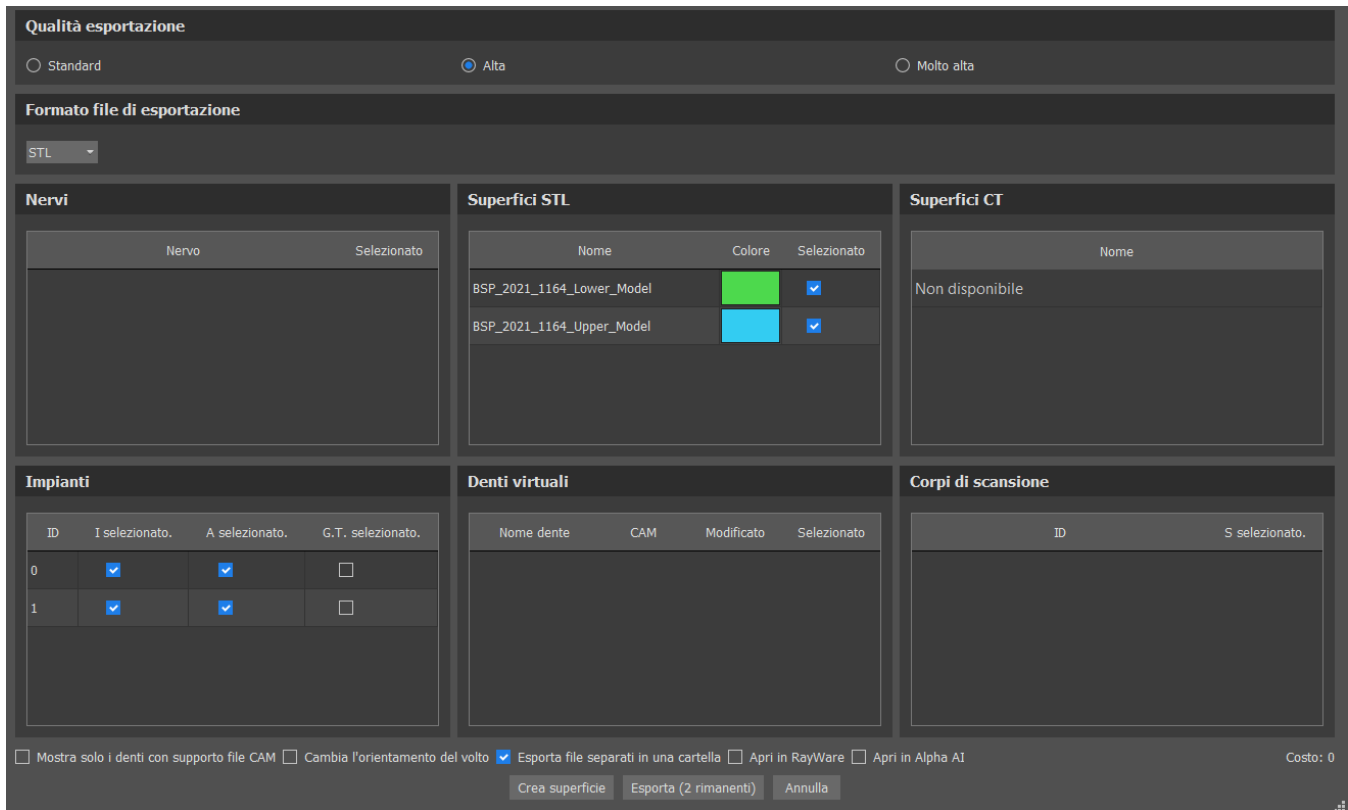 Qualità esportazione
Standard
Alta
Molto alta
Formato file di esportazione
STL
Nervi
Nervo Selezionato
Superfici STL
Nome Colore Selezionato
BSP_2021_1164_Lower_Model
BSP_2021_1164_Upper_Model
Superfici CT
Nome
Non disponibile
Impianti
ID I selezionato. A selezionato. G.T. selezionato.
0
1
Denti virtuali
Nome dente CAM Modificato Selezionato
Corpi di scansione
ID S selezionato.
Mostra solo i denti con supporto file CAM Cambia l'orientamento del volto Esporta file separati in una cartella Apri in RayWare Apri in Alpha AI Costo: 0
Crea superficie Esporta (2 rimanenti) Annulla